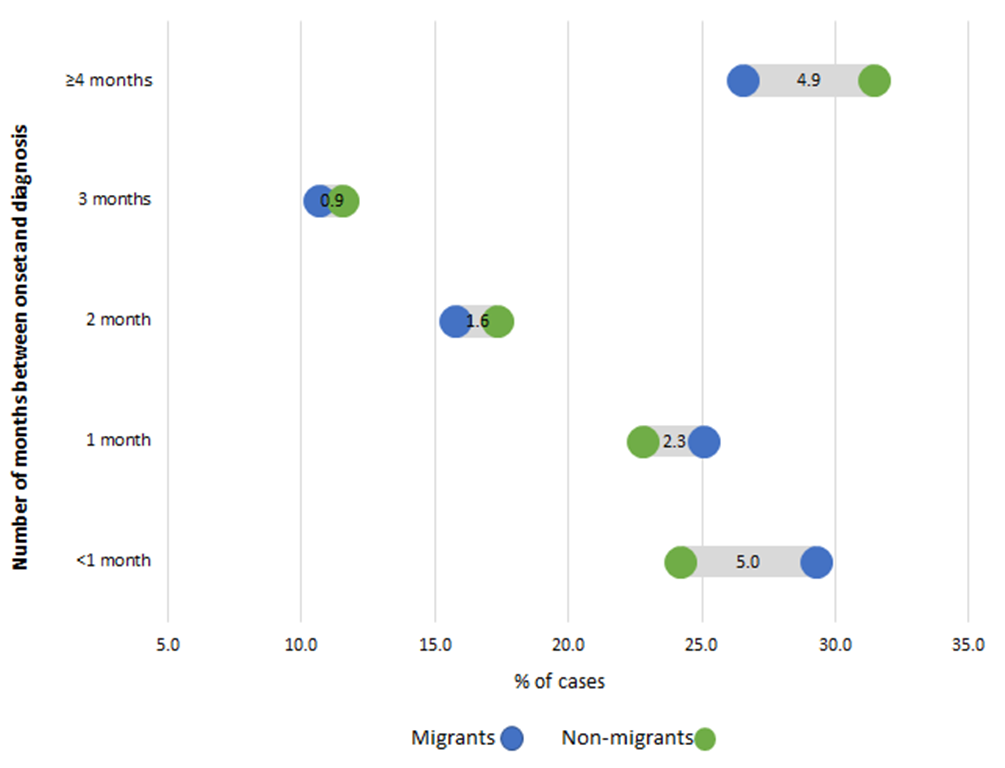 Number of months between onset and diagnosis
≥4 months
4.9
3 months
0.9
2 month
1.6
1 month
2.3
<1 month
5.0
5.0 10.0 15.0 20.0 25.0 30.0 35.0
% of cases
Migrants Non-migrants